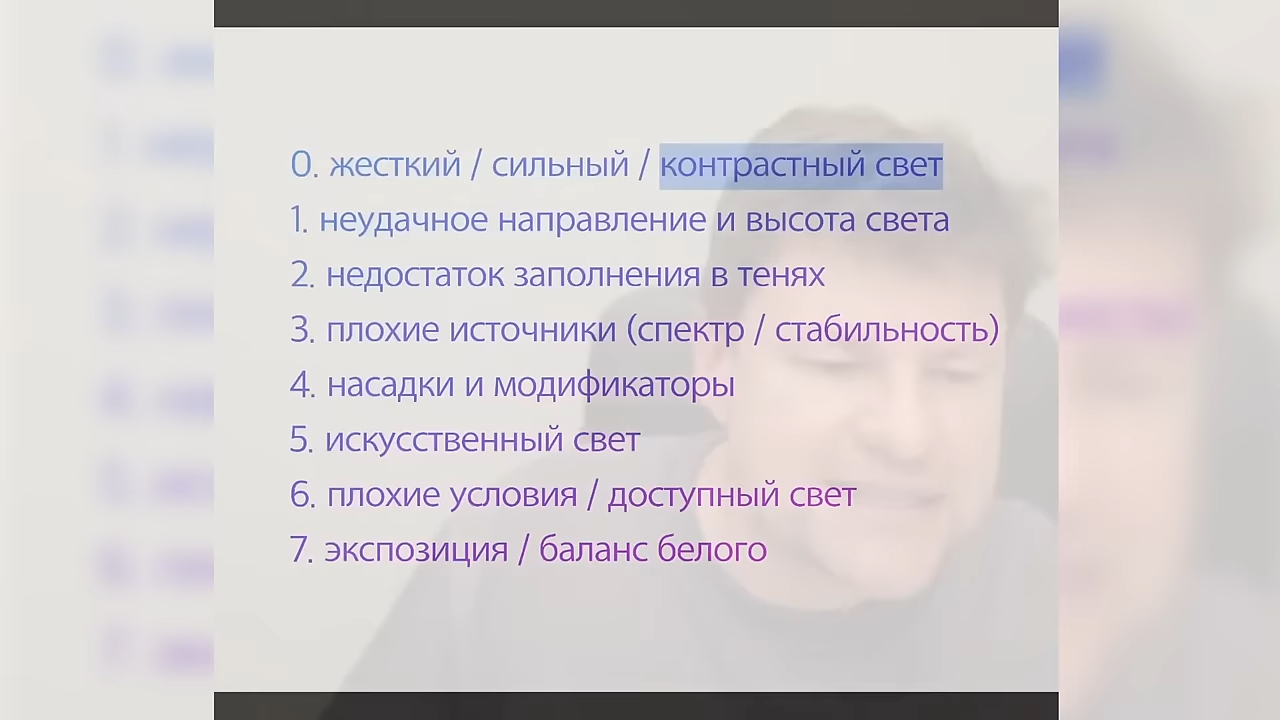 0. жесткий / сильный / контрастный свет
1. неудачное направление и высота света
2. недостаток заполнения в тенях
3. плохие источники (спектр / стабильность)
4. насадки и модификаторы
5. искусственный свет
6. плохие условия / доступный свет
7. экспозиция / баланс белого